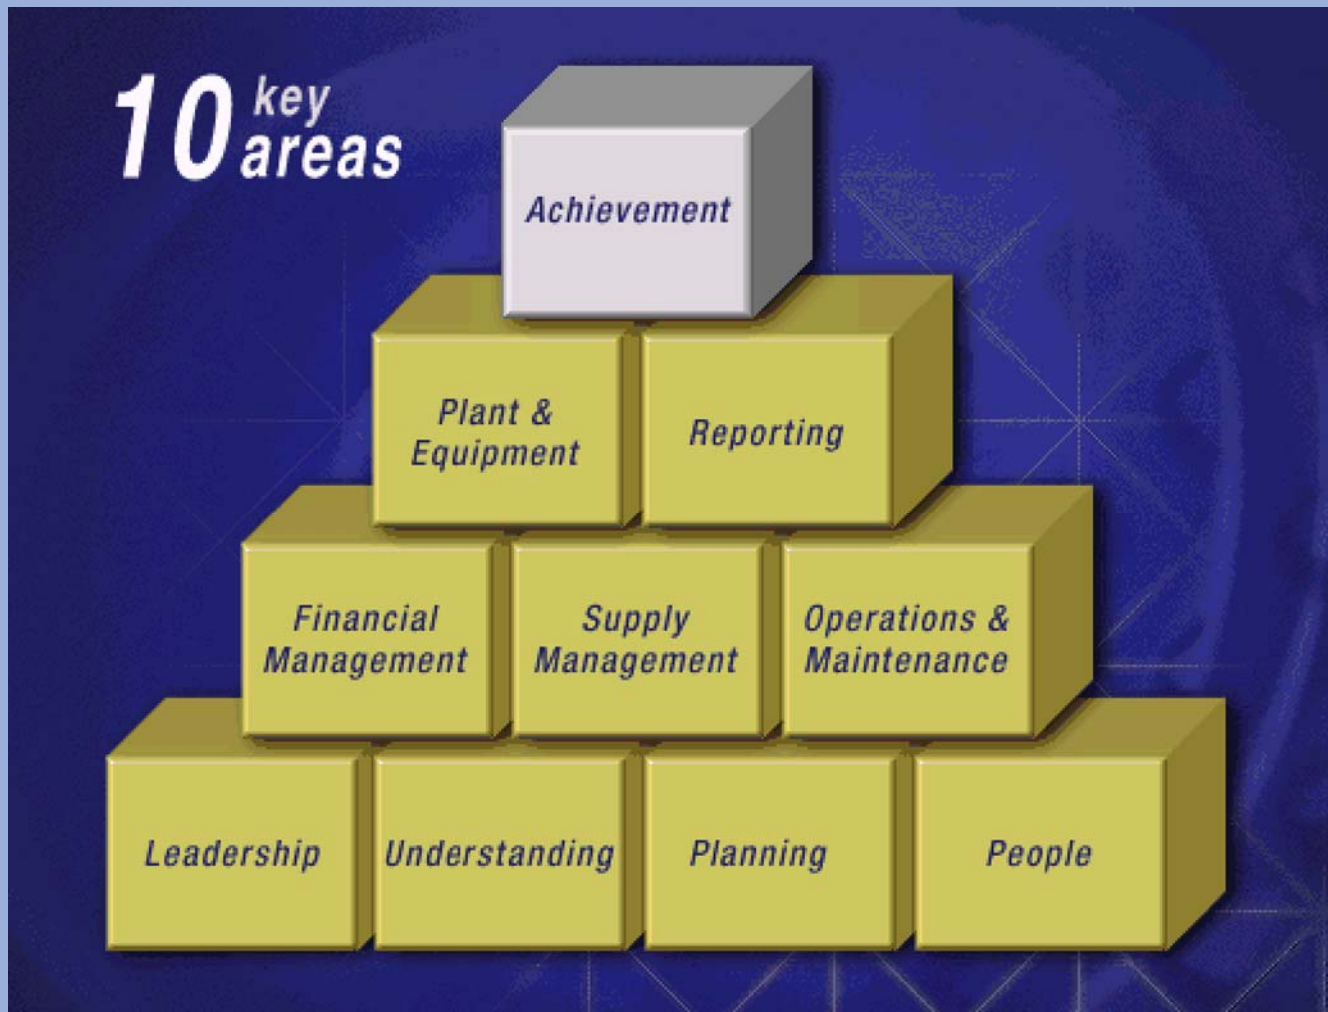 10 key
areas
Achievement
Plant &
Equipment
Reporting
Financial
Management
Supply
Management
Operations &
Maintenance
Leadership
Understanding
Planning
People